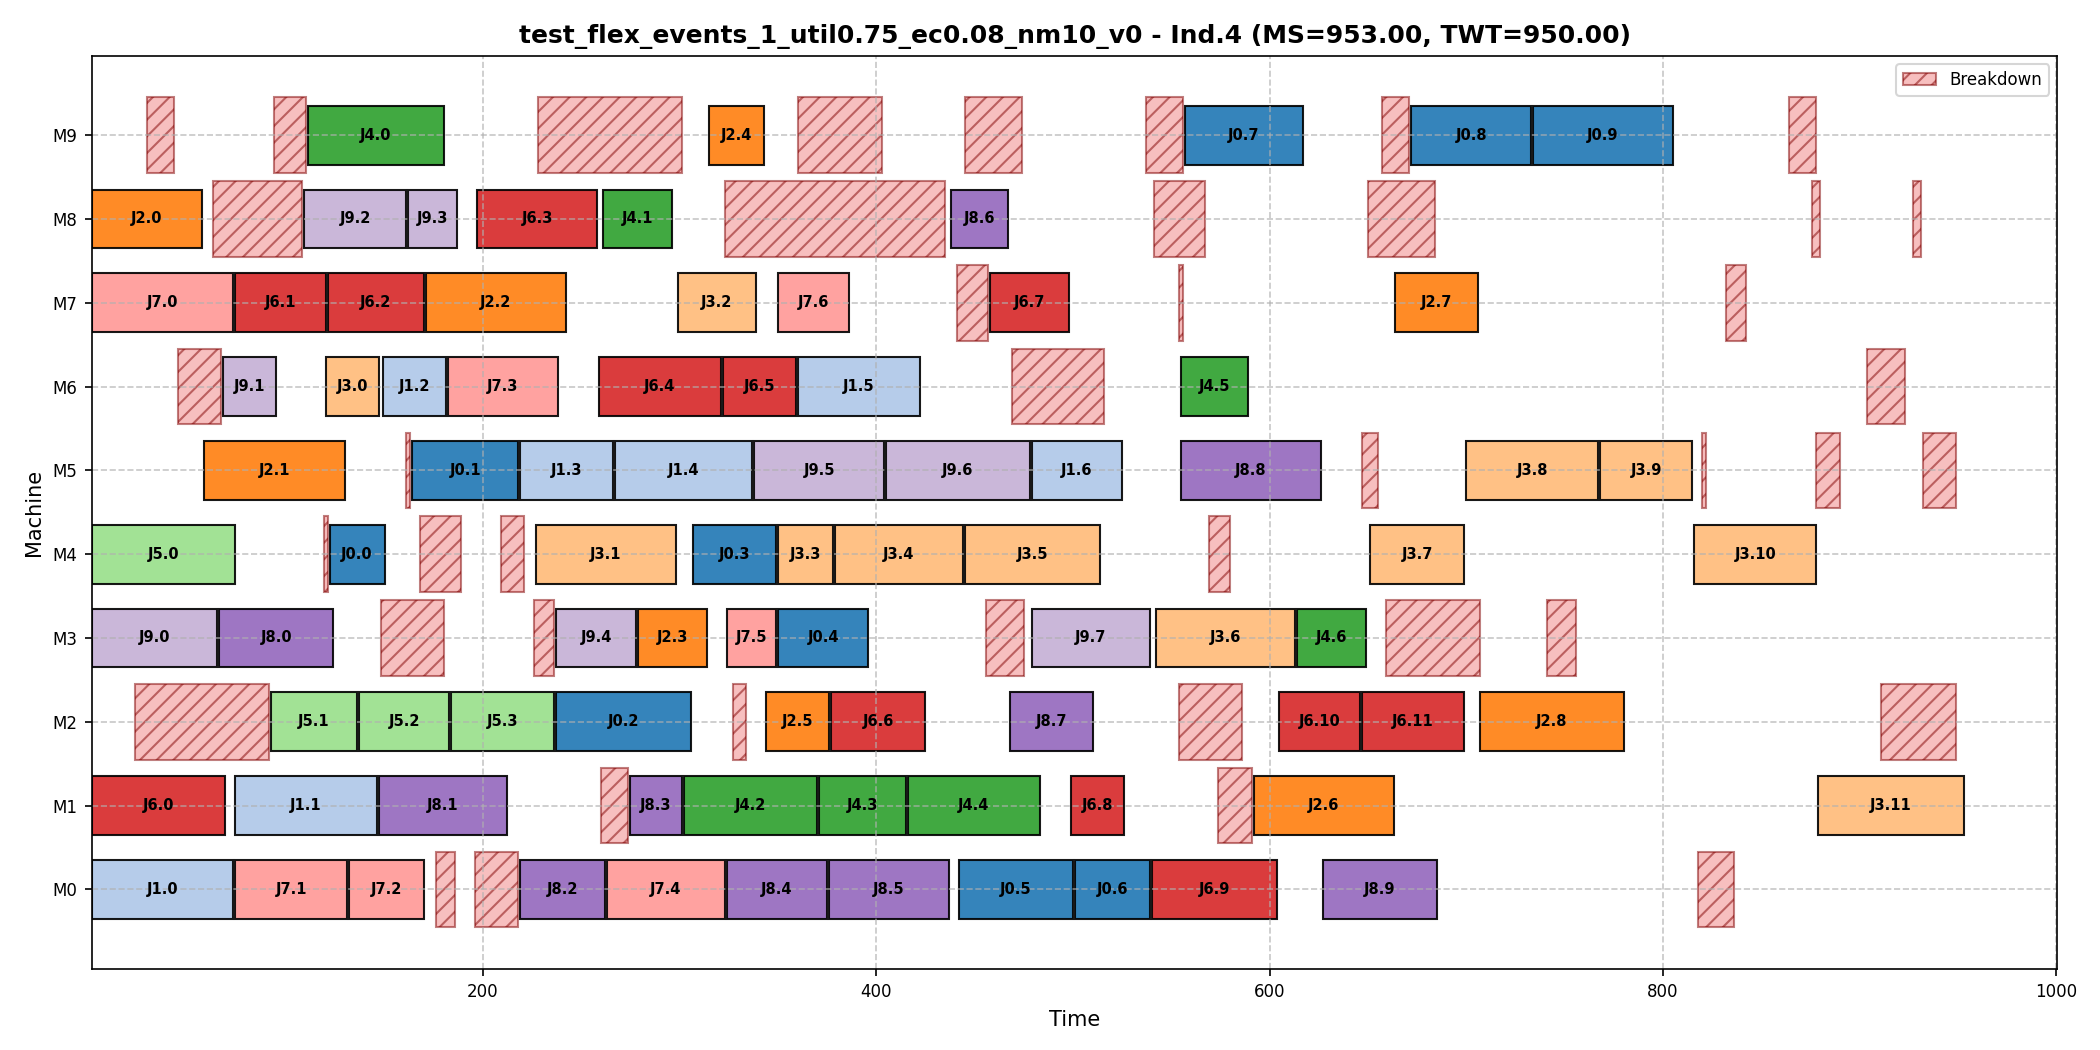 test_flex_events_1_util0.75_ec0.08_nm10_v0 - Ind.4 (MS=953.00, TWT=950.00)
Breakdown
M9 J4.0 J2.4 J0.7 J0.8 J0.9
M8 J2.0 J9.2 J9.3 J6.3 J4.1 J8.6
M7 J7.0 J6.1 J6.2 J2.2 J3.2 J7.6 J6.7 J2.7
M6 J9.1 J3.0 J1.2 J7.3 J6.4 J6.5 J1.5 J4.5
M5 J2.1 J0.1 J1.3 J1.4 J9.5 J9.6 J1.6 J8.8 J3.8 J3.9
M4 J5.0 J0.0 J3.1 J0.3 J3.3 J3.4 J3.5 J3.7 J3.10
M3 J9.0 J8.0 J9.4 J2.3 J7.5 J0.4 J9.7 J3.6 J4.6
M2 J5.1 J5.2 J5.3 J0.2 J2.5 J6.6 J8.7 J6.10 J6.11 J2.8
M1 J6.0 J1.1 J8.1 J8.3 J4.2 J4.3 J4.4 J6.8 J2.6 J3.11
M0 J1.0 J7.1 J7.2 J8.2 J7.4 J8.4 J8.5 J0.5 J0.6 J6.9 J8.9
Machine
200 400 600 800 1000
Time